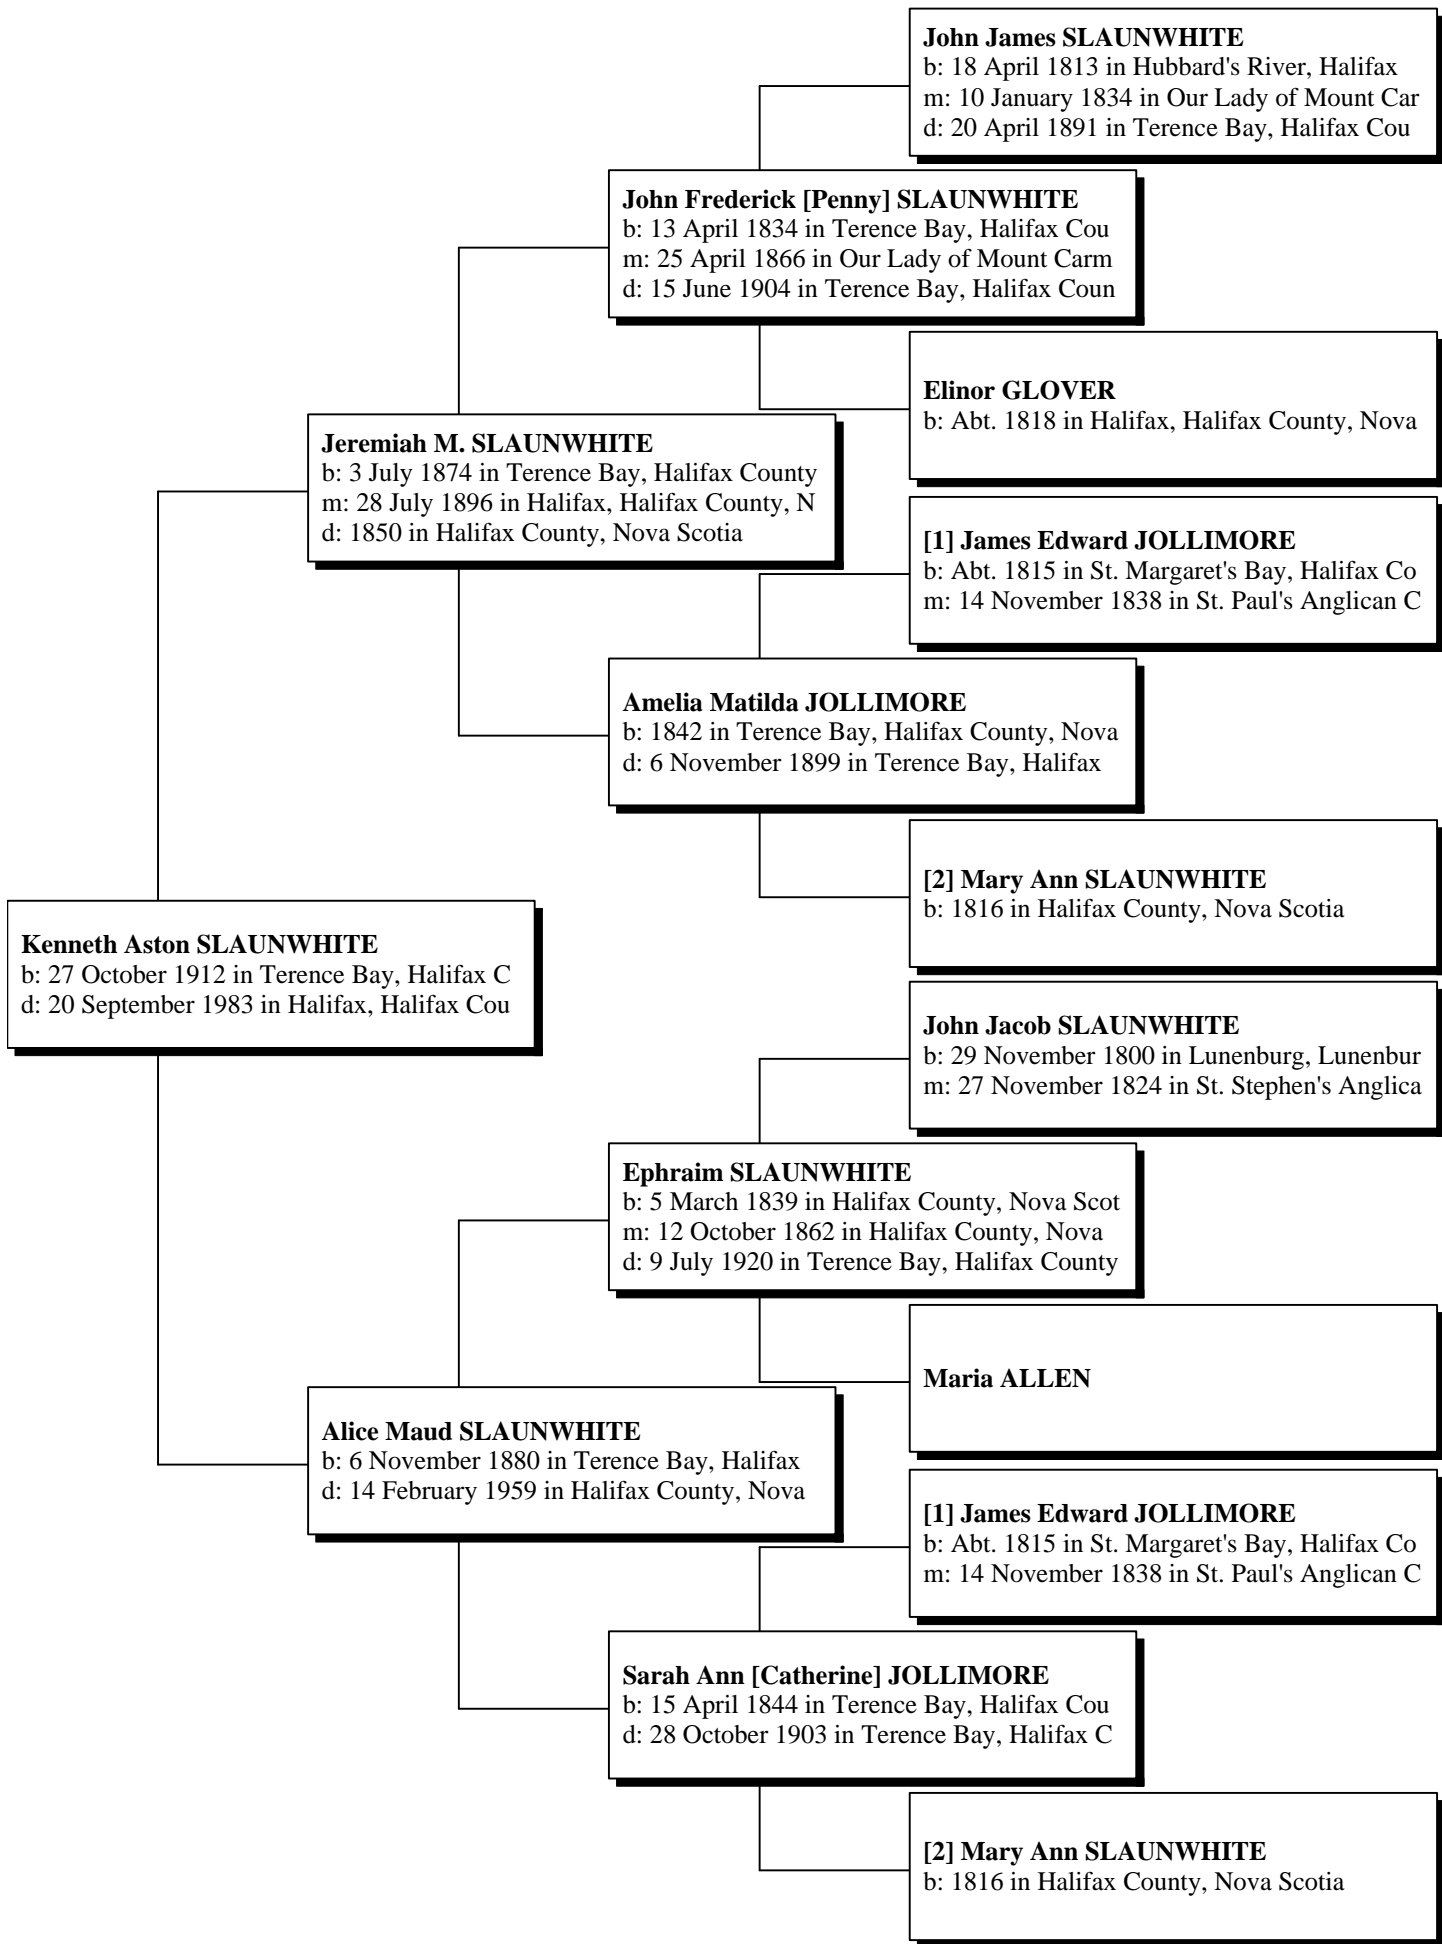 John James SLAUNWHITE
b: 18 April 1813 in Hubbard's River, Halifax
m: 10 January 1834 in Our Lady of Mount Car
d: 20 April 1891 in Terence Bay, Halifax Cou
John Frederick [Penny] SLAUNWHITE
b: 13 April 1834 in Terence Bay, Halifax Cou
m: 25 April 1866 in Our Lady of Mount Carm
d: 15 June 1904 in Terence Bay, Halifax Coun
Elinor GLOVER
b: Abt. 1818 in Halifax, Halifax County, Nova
Jeremiah M. SLAUNWHITE
b: 3 July 1874 in Terence Bay, Halifax County
m: 28 July 1896 in Halifax, Halifax County, N
d: 1850 in Halifax County, Nova Scotia
[1] James Edward JOLLIMORE
b: Abt. 1815 in St. Margaret's Bay, Halifax Co
m: 14 November 1838 in St. Paul's Anglican C
Amelia Matilda JOLLIMORE
b: 1842 in Terence Bay, Halifax County, Nova
d: 6 November 1899 in Terence Bay, Halifax
[2] Mary Ann SLAUNWHITE
b: 1816 in Halifax County, Nova Scotia
Kenneth Aston SLAUNWHITE
b: 27 October 1912 in Terence Bay, Halifax C
d: 20 September 1983 in Halifax, Halifax Cou
John Jacob SLAUNWHITE
b: 29 November 1800 in Lunenburg, Lunenbur
m: 27 November 1824 in St. Stephen's Anglica
Ephraim SLAUNWHITE
b: 5 March 1839 in Halifax County, Nova Scot
m: 12 October 1862 in Halifax County, Nova
d: 9 July 1920 in Terence Bay, Halifax County
Maria ALLEN
Alice Maud SLAUNWHITE
b: 6 November 1880 in Terence Bay, Halifax
d: 14 February 1959 in Halifax County, Nova
[1] James Edward JOLLIMORE
b: Abt. 1815 in St. Margaret's Bay, Halifax Co
m: 14 November 1838 in St. Paul's Anglican C
Sarah Ann [Catherine] JOLLIMORE
b: 15 April 1844 in Terence Bay, Halifax Cou
d: 28 October 1903 in Terence Bay, Halifax C
[2] Mary Ann SLAUNWHITE
b: 1816 in Halifax County, Nova Scotia